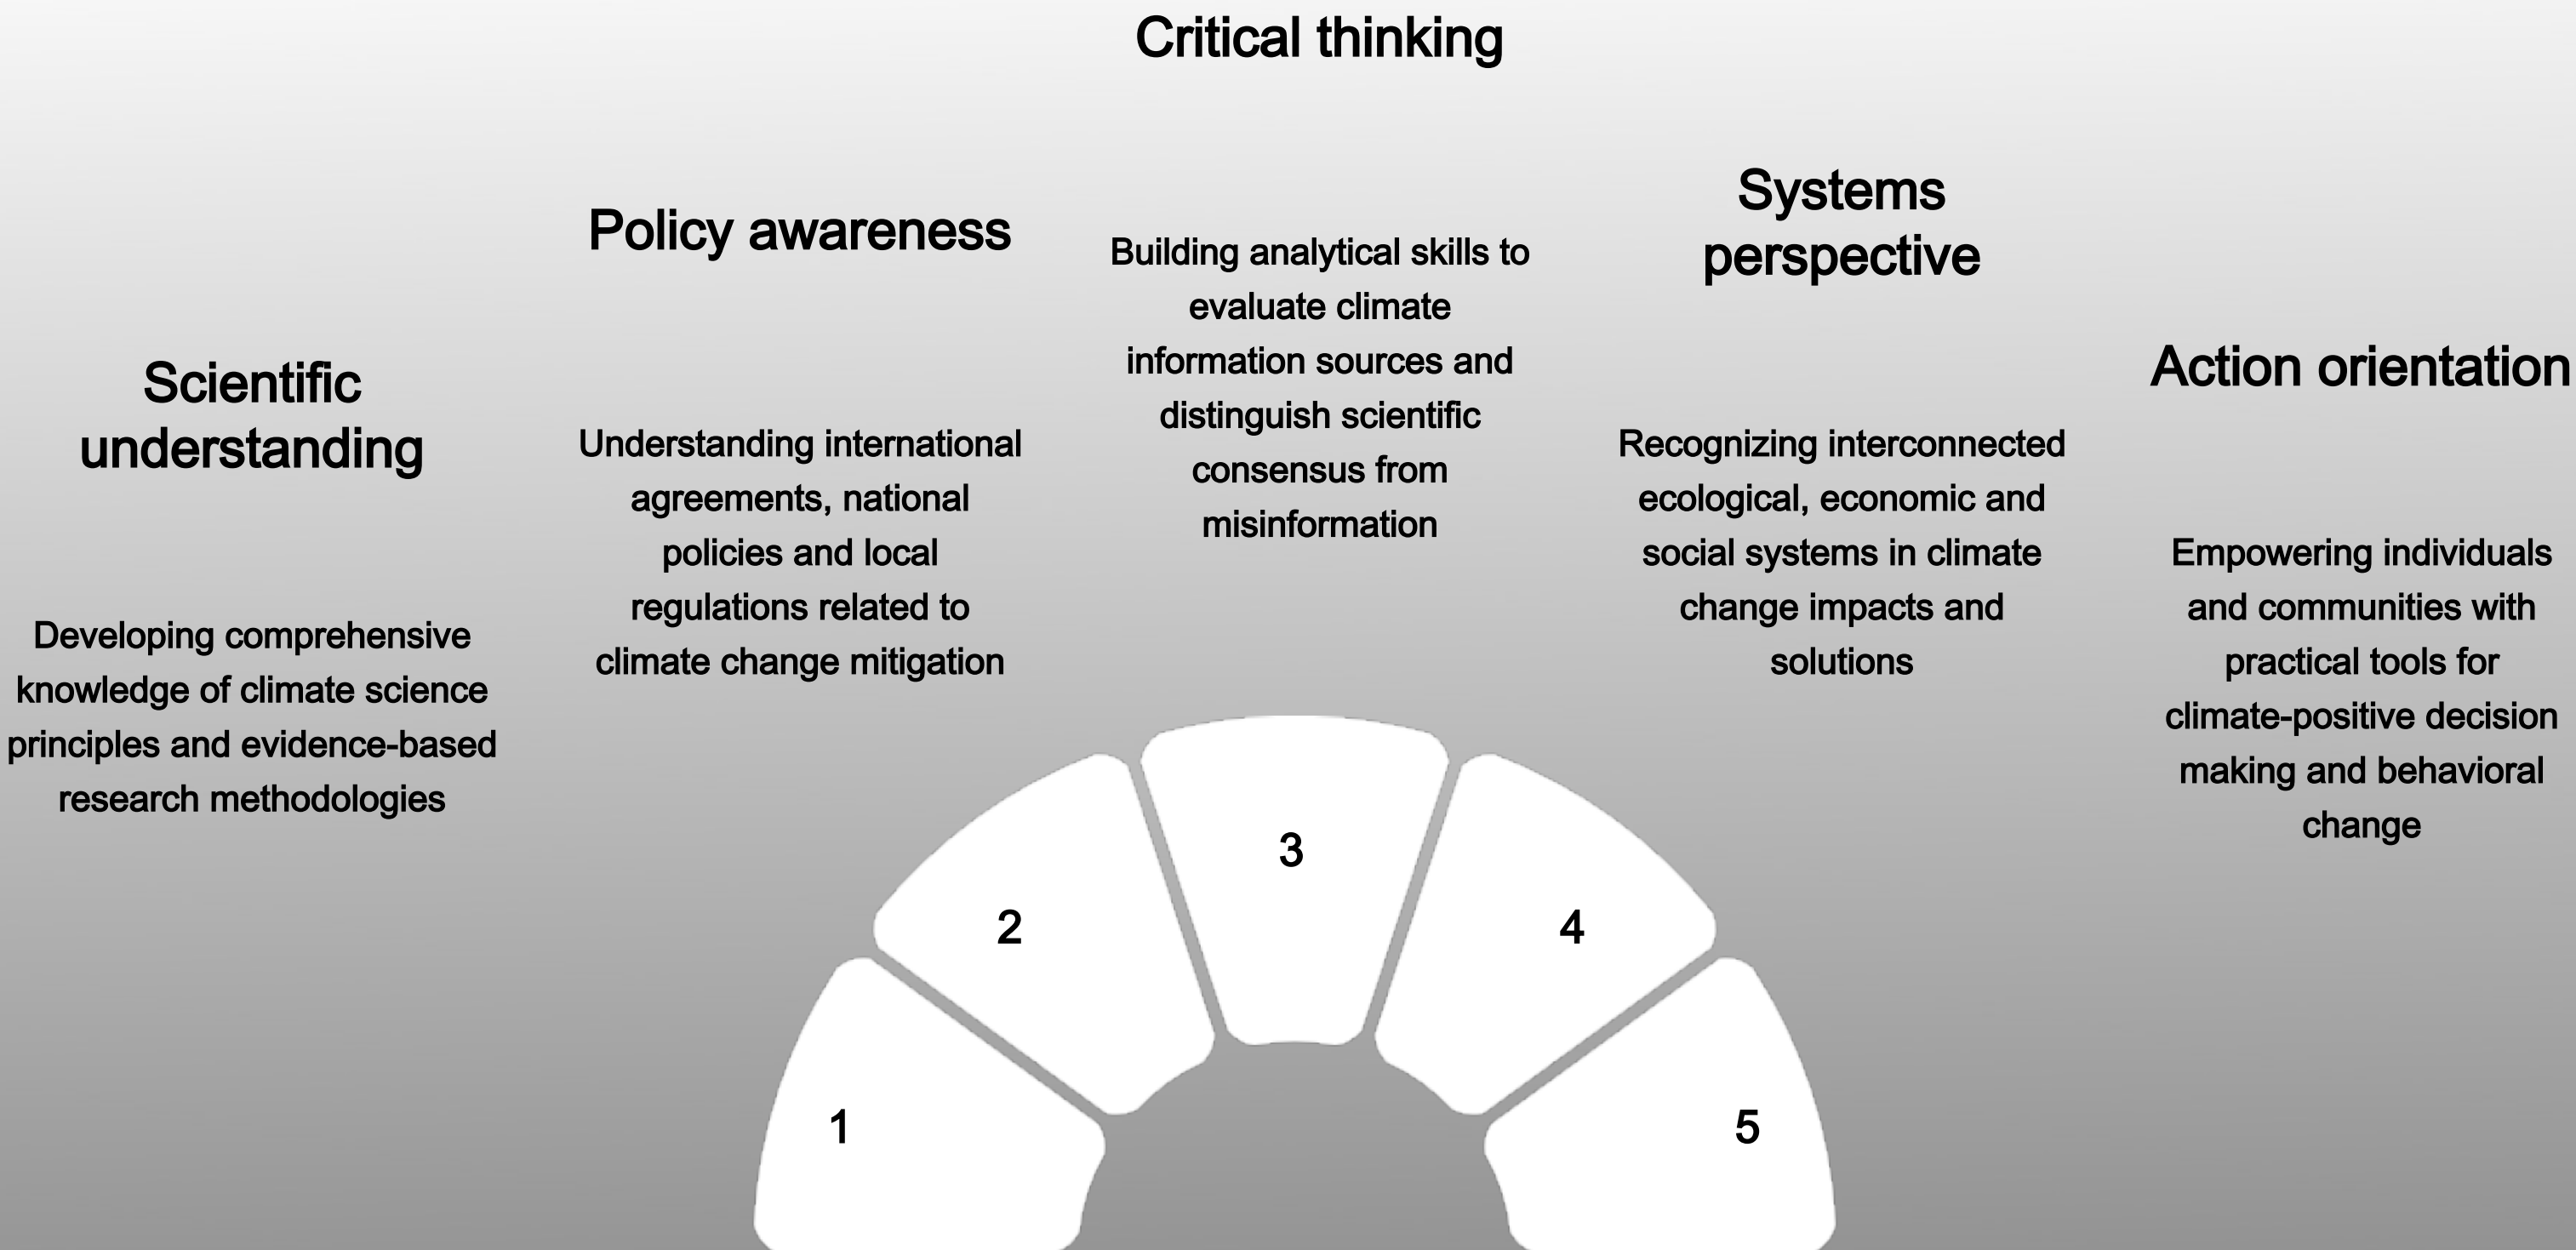 Scientific
understanding
Developing comprehensive
knowledge of climate science
principles and evidence-based
research methodologies
Policy awareness
Understanding international
agreements, national
policies and local
regulations related to
climate change mitigation
Critical thinking
Building analytical skills to
evaluate climate
information sources and
distinguish scientific
consensus from
misinformation
Systems
perspective
Recognizing interconnected
ecological, economic and
social systems in climate
change impacts and
solutions
Action orientation
Empowering individuals
and communities with
practical tools for
climate-positive decision
making and behavioral
change
1
2
3
4
5